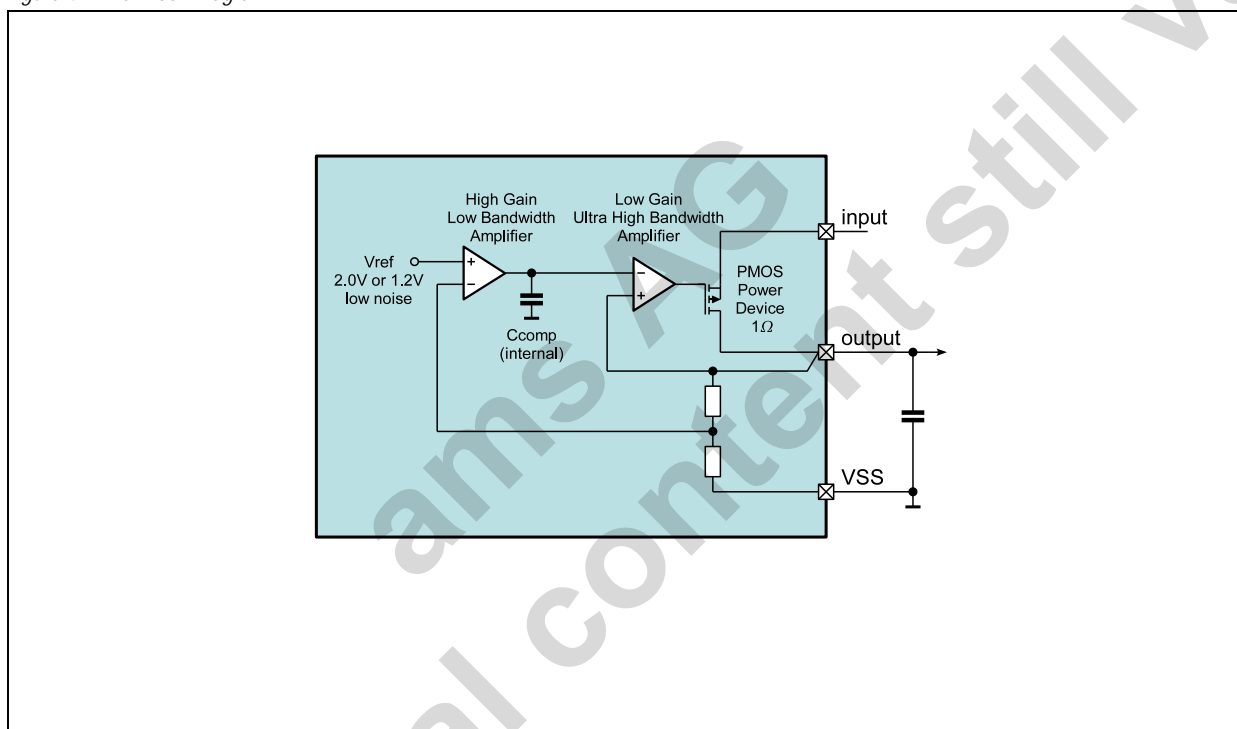 High Gain
Low Bandwidth
Amplifier
Low Gain
Ultra High Bandwidth
Amplifier
input
Vref
2.0V or 1.2V
low noise
+
−
−
+
PMOS
Power
Device
1Ω
Ccomp
(internal)
output
VSS
ams AG
al content still